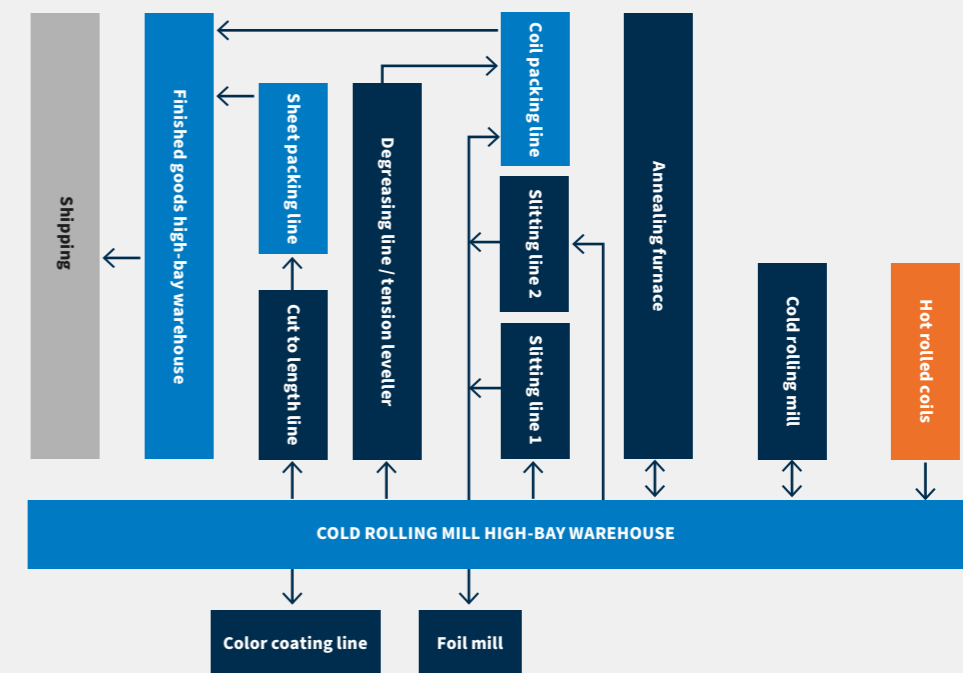 Shipping
Finished goods high-bay warehouse
Sheet packing line
Cut to length line
Degreasing line / tension leveller
Coil packing line
Slitting line 2
Slitting line 1
Annealing furnace
Cold rolling mill
Hot rolled coils
COLD ROLLING MILL HIGH-BAY WAREHOUSE
Color coating line
Foil mill